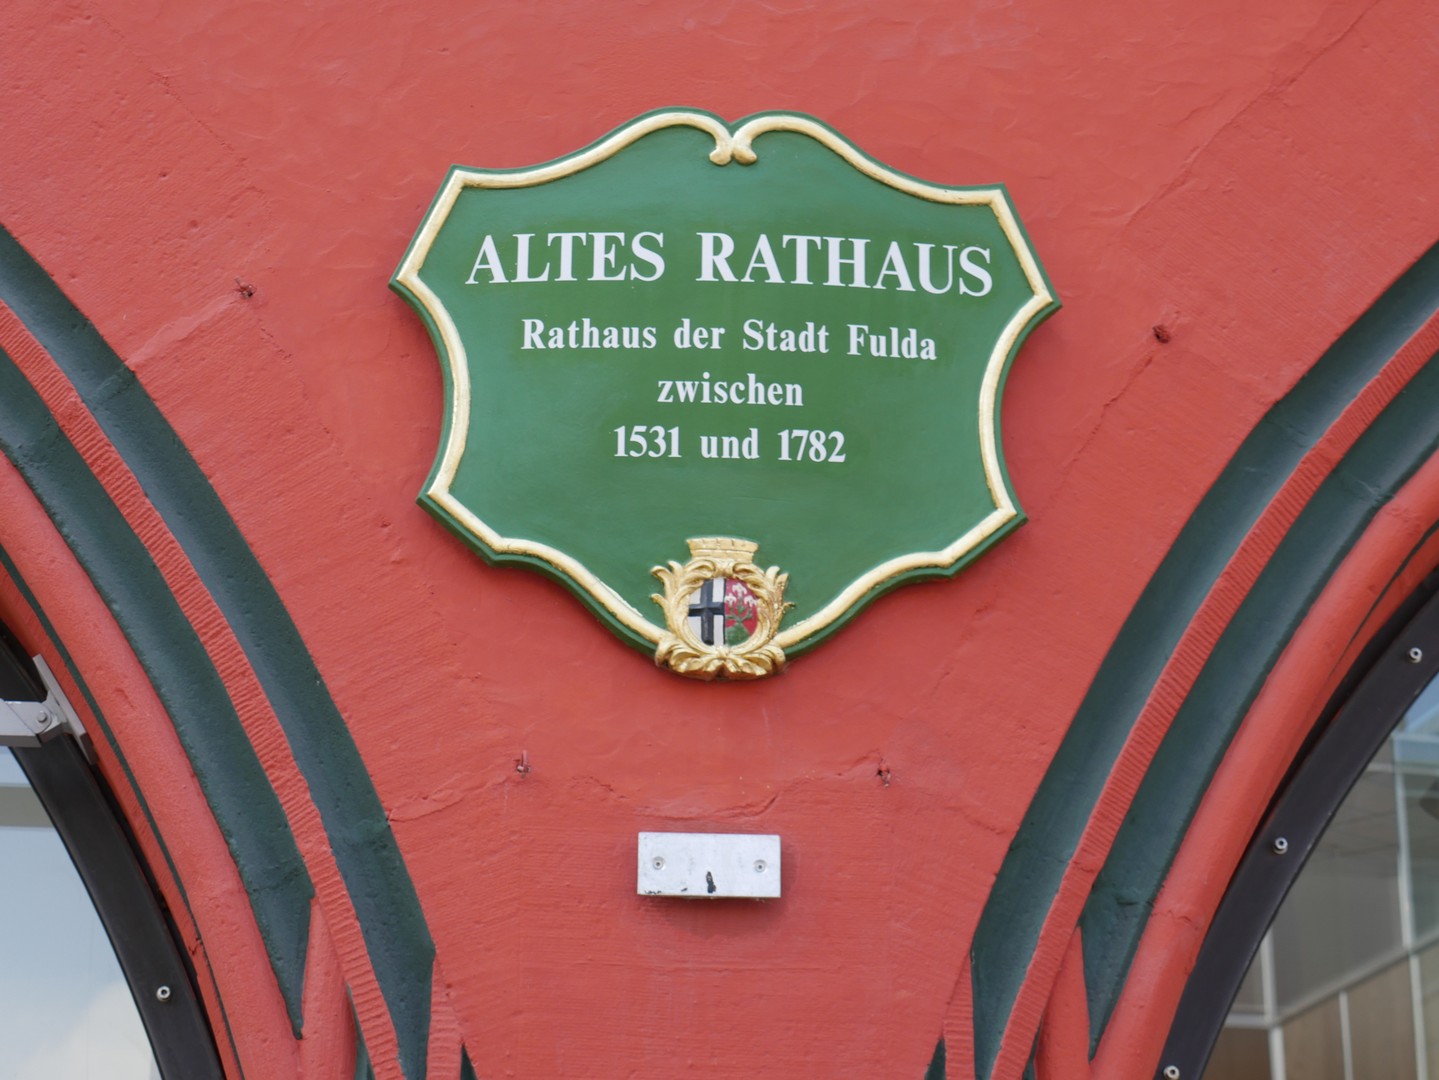 ALTES RATHAUS
Rathaus der Stadt Fulda
zwischen
1531 und 1782